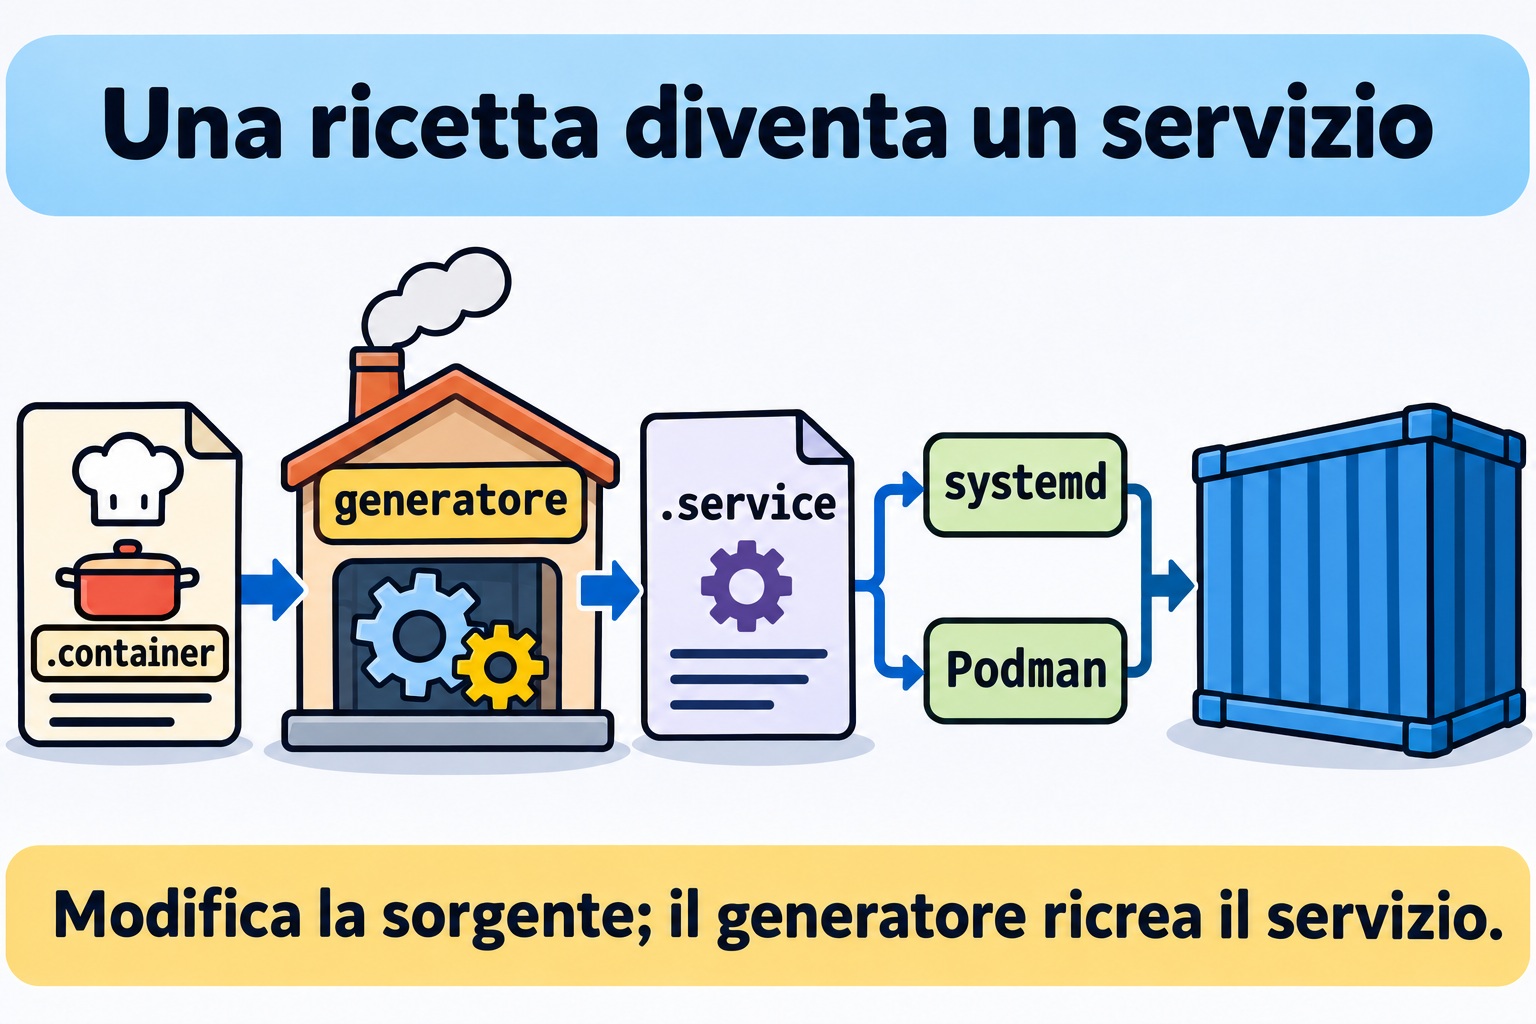 Una ricetta diventa un servizio
generatore
.container
.service
systemd
Podman
Modifica la sorgente; il generatore ricrea il servizio.